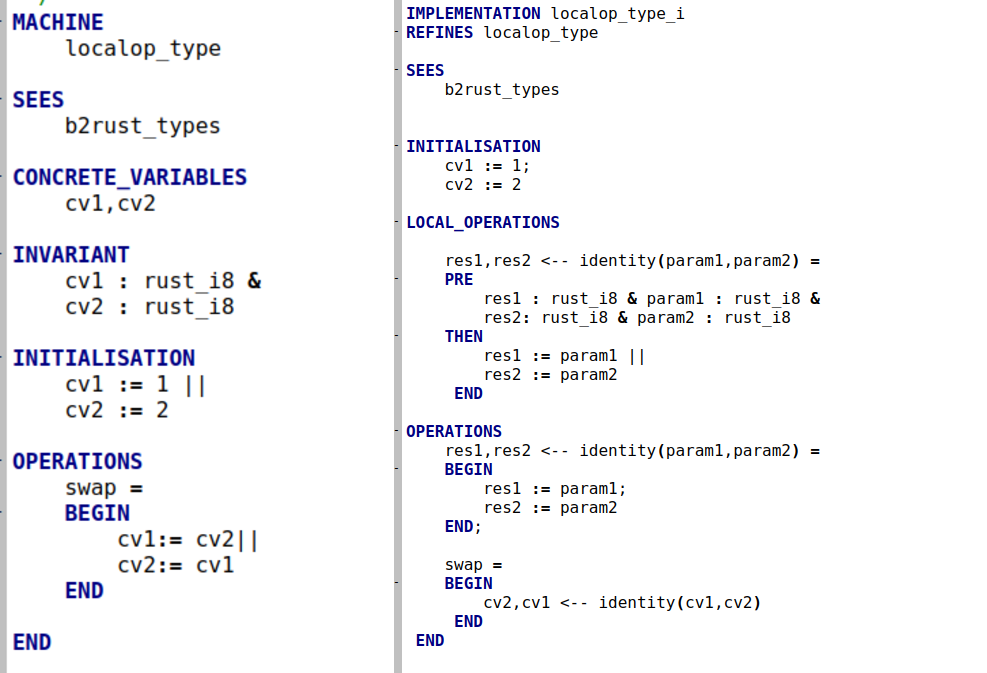 MACHINE
localop_type
SEES
b2rust_types
CONCRETE_VARIABLES
cv1,cv2
INVARIANT
cv1 : rust_i8 &
cv2 : rust_i8
INITIALISATION
cv1 := 1 ||
cv2 := 2
OPERATIONS
swap =
BEGIN
cv1:= cv2||
cv2:= cv1
END
END
IMPLEMENTATION localop_type_i
REFINES localop_type
SEES
b2rust_types
INITIALISATION
cv1 := 1;
cv2 := 2
LOCAL_OPERATIONS
res1,res2 <-- identity(param1,param2) =
PRE
res1 : rust_i8 & param1 : rust_i8 &
res2: rust_i8 & param2 : rust_i8
THEN
res1 := param1 ||
res2 := param2
END
OPERATIONS
res1,res2 <-- identity(param1,param2) =
BEGIN
res1 := param1;
res2 := param2
END;
swap =
BEGIN
cv2,cv1 <-- identity(cv1,cv2)
END
END